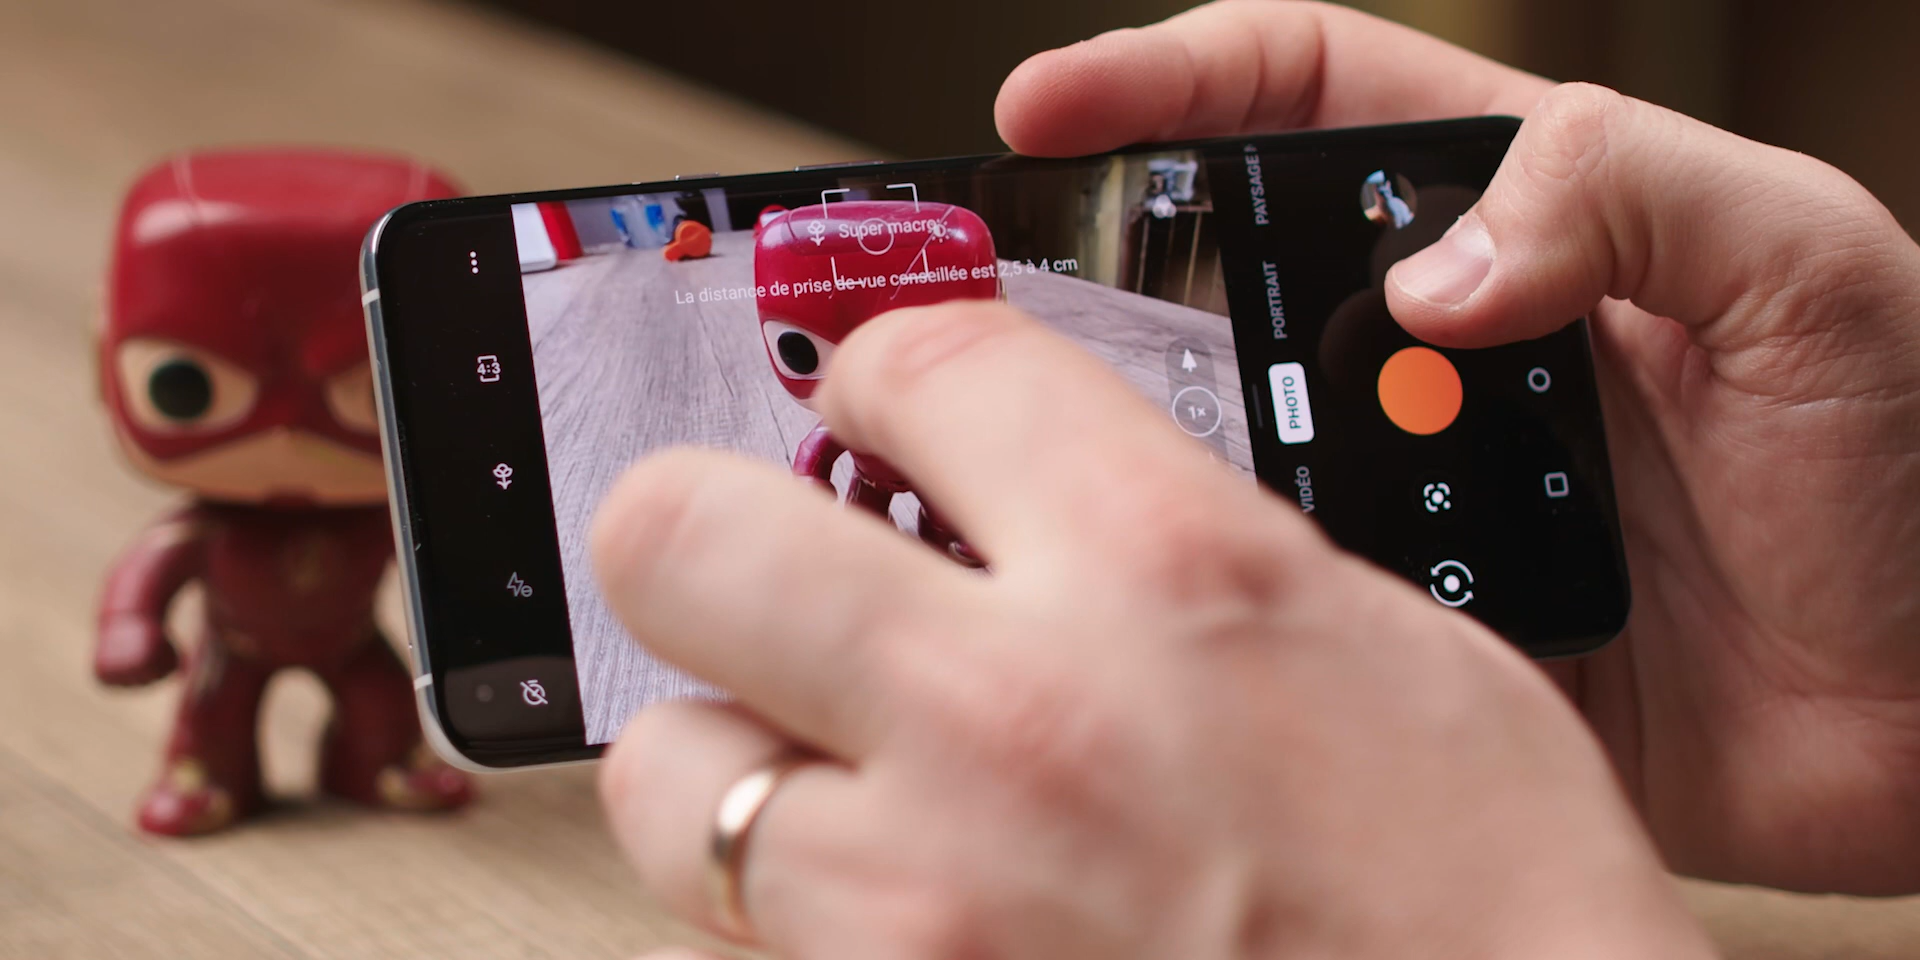 Super macro
La distance de prise de vue conseillée est 2,5 à 4 cm
4:3
1×
PAYSAGE
PORTRAIT
PHOTO
VIDÉO